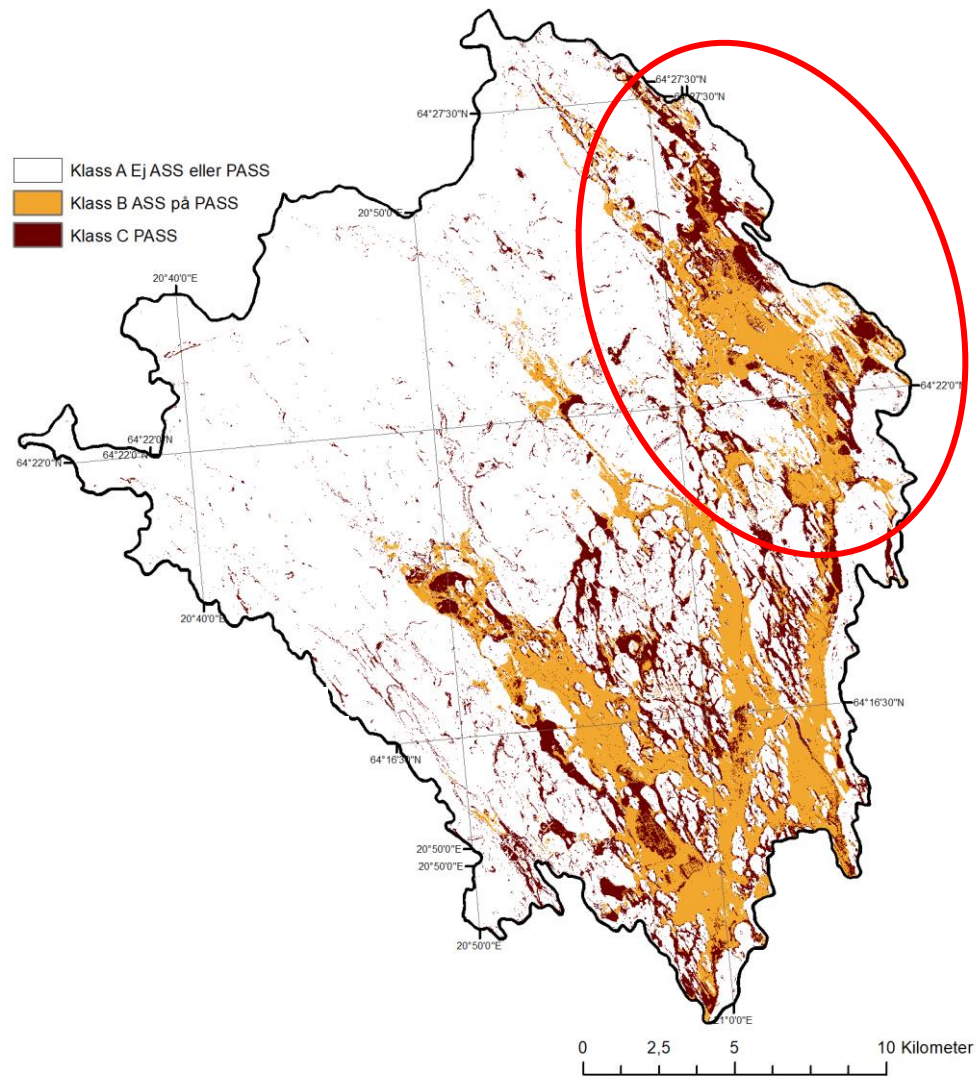 64°27'30"N
64°27'30"N
64°27'30"N
Klass A Ej ASS eller PASS
Klass B ASS på PASS
Klass C PASS
20°50'0"E
20°40'0"E
64°22'0"N
64°22'0"N
64°22'0"N
20°40'0"E
64°16'30"N
64°16'30"N
20°50'0"E
20°50'0"E
20°50'0"E
21°0'0"E
0 2,5 5 10 Kilometer